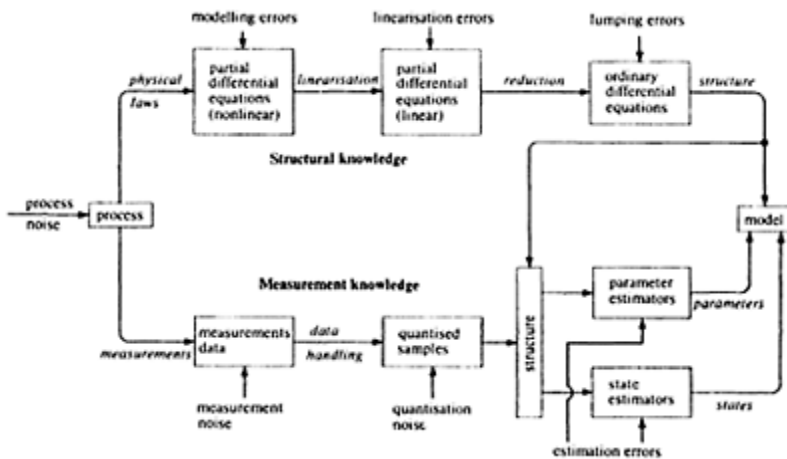 modelling errors
linearisation errors
lumping errors
physical
laws
partial
differential
equations
(nonlinear)
linearisation
partial
differential
equations
(linear)
reduction
ordinary
differential
equations
structure
Structural knowledge
process
noise
process
model
Measurement knowledge
structure
parameter
estimators
parameters
measurements
measurements
data
data
handling
quantised
samples
state
estimators
states
measurement
noise
quantisation
noise
estimation errors